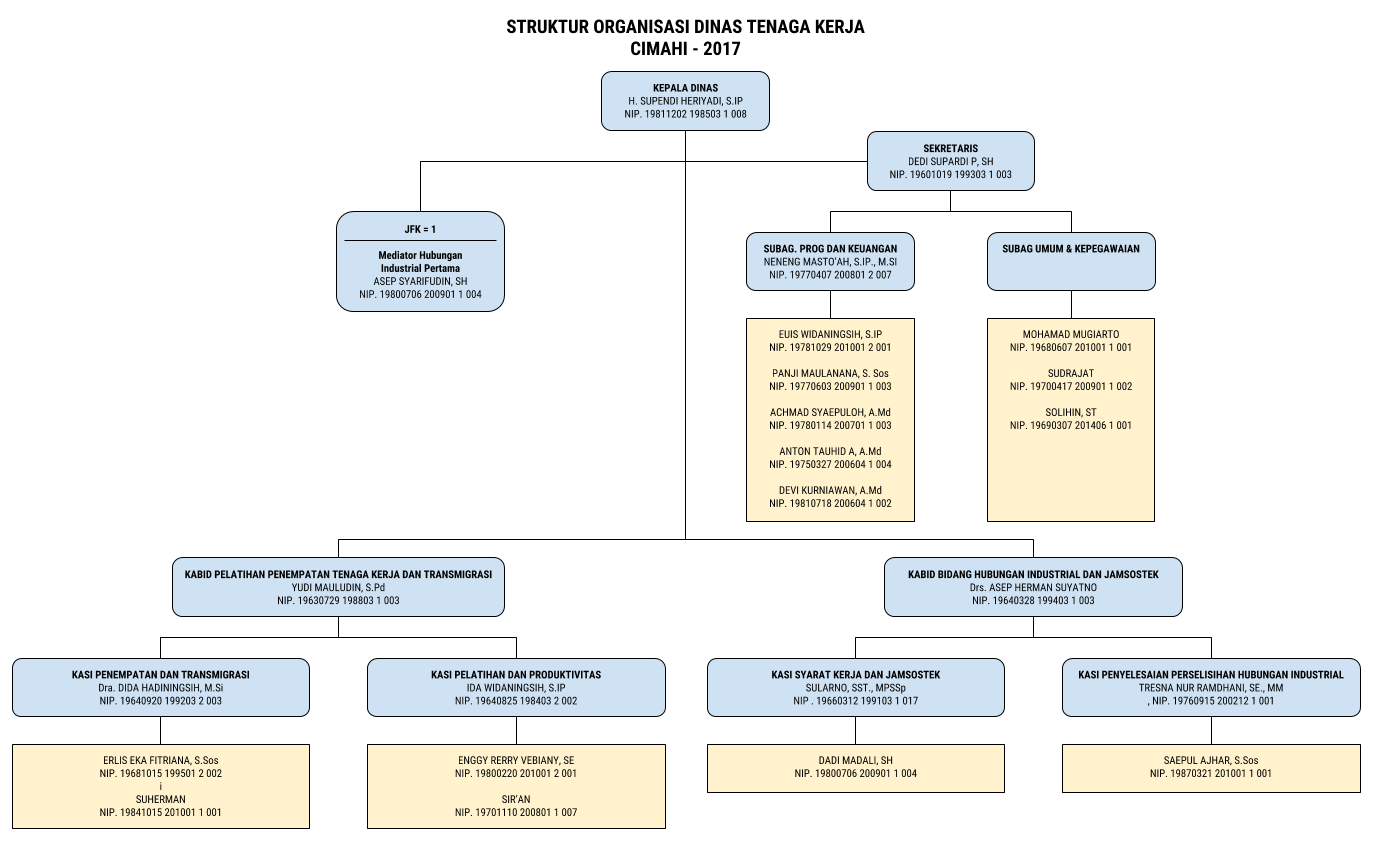 STRUKTUR ORGANISASI DINAS TENAGA KERJA
CIMAHI - 2017
KEPALA DINAS
H. SUPENDI HERIYADI, S.IP
NIP. 19811202 198503 1 008
SEKRETARIS
DEDI SUPARDI P, SH
NIP. 19601019 199303 1 003
JFK = 1
Mediator Hubungan
Industrial Pertama
ASEP SYARIFUDIN, SH
NIP. 19800706 200901 1 004
SUBAG. PROG DAN KEUANGAN
NENENG MASTO'AH, S.IP., M.SI
NIP. 19770407 200801 2 007
SUBAG UMUM & KEPEGAWAIAN
EUIS WIDANINGSIH, S.IP
NIP. 19781029 201001 2 001
PANJI MAULANANA, S. Sos
NIP. 19770603 200901 1 003
ACHMAD SYAEPULOH, A.Md
NIP. 19780114 200701 1 003
ANTON TAUHID A, A.Md
NIP. 19750327 200604 1 004
DEVI KURNIAWAN, A.Md
NIP. 19810718 200604 1 002
MOHAMAD MUGIARTO
NIP. 19680607 201001 1 001
SUDRAJAT
NIP. 19700417 200901 1 002
SOLIHIN, ST
NIP. 19690307 201406 1 001
KABID PELATIHAN PENEMPATAN TENAGA KERJA DAN TRANSMIGRASI
YUDI MAULUDIN, S.Pd
NIP. 19630729 198803 1 003
KABID BIDANG HUBUNGAN INDUSTRIAL DAN JAMSOSTEK
Drs. ASEP HERMAN SUYATNO
NIP. 19640328 199403 1 003
KASI PENEMPATAN DAN TRANSMIGRASI
Dra. DIDA HADININGSIH, M.Si
NIP. 19640920 199203 2 003
KASI PELATIHAN DAN PRODUKTIVITAS
IDA WIDANINGSIH, S.IP
NIP. 19640825 198403 2 002
KASI SYARAT KERJA DAN JAMSOSTEK
SULARNO, SST., MPSSp
NIP . 19660312 199103 1 017
KASI PENYELESAIAN PERSELISIHAN HUBUNGAN INDUSTRIAL
TRESNA NUR RAMDHANI, SE., MM
, NIP. 19760915 200212 1 001
ERLIS EKA FITRIANA, S.Sos
NIP. 19681015 199501 2 002
i
SUHERMAN
NIP. 19841015 201001 1 001
ENGGY RERRY VEBIANY, SE
NIP. 19800220 201001 2 001
SIR'AN
NIP. 19701110 200801 1 007
DADI MADALI, SH
NIP. 19800706 200901 1 004
SAEPUL AJHAR, S.Sos
NIP. 19870321 201001 1 001